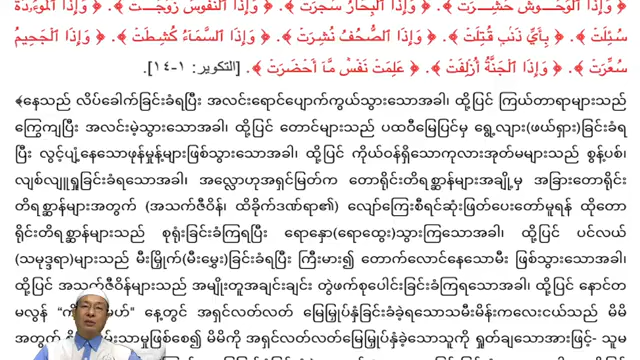 ﴿ وَإِذَا ٱلۡوُحُوشُ حُشِرَتۡ ﴾. ﴿ وَإِذَا ٱلۡبِحَارُ سُجِّرَتۡ ﴾. ﴿ وَإِذَا ٱلنُّفُوسُ زُوِّجَتۡ ﴾. ﴿ وَإِذَا ٱلۡمَوۡءُۥدَةُ
سُئِلَتۡ ﴾. ﴿ بِأَيِّ ذَنۢبٖ قُتِلَتۡ ﴾. ﴿ وَإِذَا ٱلصُّحُفُ نُشِرَتۡ ﴾. ﴿ وَإِذَا ٱلسَّمَآءُ كُشِطَتۡ ﴾. ﴿ وَإِذَا ٱلۡجَحِيمُ
سُعِّرَتۡ ﴾. ﴿ وَإِذَا ٱلۡجَنَّةُ أُزۡلِفَتۡ ﴾. ﴿ عَلِمَتۡ نَفۡسٞ مَّآ أَحۡضَرَتۡ ﴾. [التكوير: ١-١٤].
﴾နေသည် လိပ်ခေါက်ခြင်းခံရပြီး အလင်းရောင်ပျောက်ကွယ်သွားသောအခါ၊ ထို့ပြင် ကြယ်တာရာများသည်
ကြွေကျပြီး အလင်းမဲ့သွားသောအခါ၊ ထို့ပြင် တောင်များသည် ပထဝီမြေပြင်မှ ရွေ့လျား(ဖယ်ရှား)ခြင်းခံရ
ပြီး လွင့်ပျံ့နေသောဖုန်မှုန့်များဖြစ်သွားသောအခါ၊ ထို့ပြင် ကိုယ်ဝန်ရှိသောကုလားအုတ်မများသည် စွန့်ပစ်၊
လျစ်လျူရှုခြင်းခံရသောအခါ၊ အလ္လောဟ်အရှင်မြတ်က တောရိုင်းတိရစ္ဆာန်များအချို့မှ အခြားတောရိုင်း
တိရစ္ဆာန်များအတွက် (အသက်ဇီဝိန်၊ ထိခိုက်ဒဏ်ရာ၏) လျော်ကြေးစီရင်ဆုံးဖြတ်ပေးတော်မူရန် ထိုတော
ရိုင်းတိရစ္ဆာန်များသည် စုရုံးခြင်းခံကြရပြီး ရောနှော(ရောထွေး)သွားကြသောအခါ၊ ထို့ပြင် ပင်လယ်
(သမုဒ္ဒရာ)များသည် မီးမြှိုက်(မီးမွှေး)ခြင်းခံရပြီး ကြီးမား၏ တောက်လောင်နေသောမီး ဖြစ်သွားသောအခါ၊
ထို့ပြင် အသက်ဇီဝိန်များသည် အမျိုးတူအချင်းချင်း တွဲဖက်စုပေါင်းခြင်းခံကြရသောအခါ၊ ထို့ပြင် နောင်တ
မလွန် “ကိ နေ့တွင် အရှင်လတ်လတ် မြေမြှုပ်နှံခြင်းခံခဲ့ရသောသမီးမိန်းကလေးငယ်သည် မိမိ
အတွက် သာမှုဖြစ်စေ၍ မိမိကို အရှင်လတ်လတ်မြေမြှုပ်နှံခဲ့သောသူကို ရှုတ်ချသောအားဖြင့်- သူမ